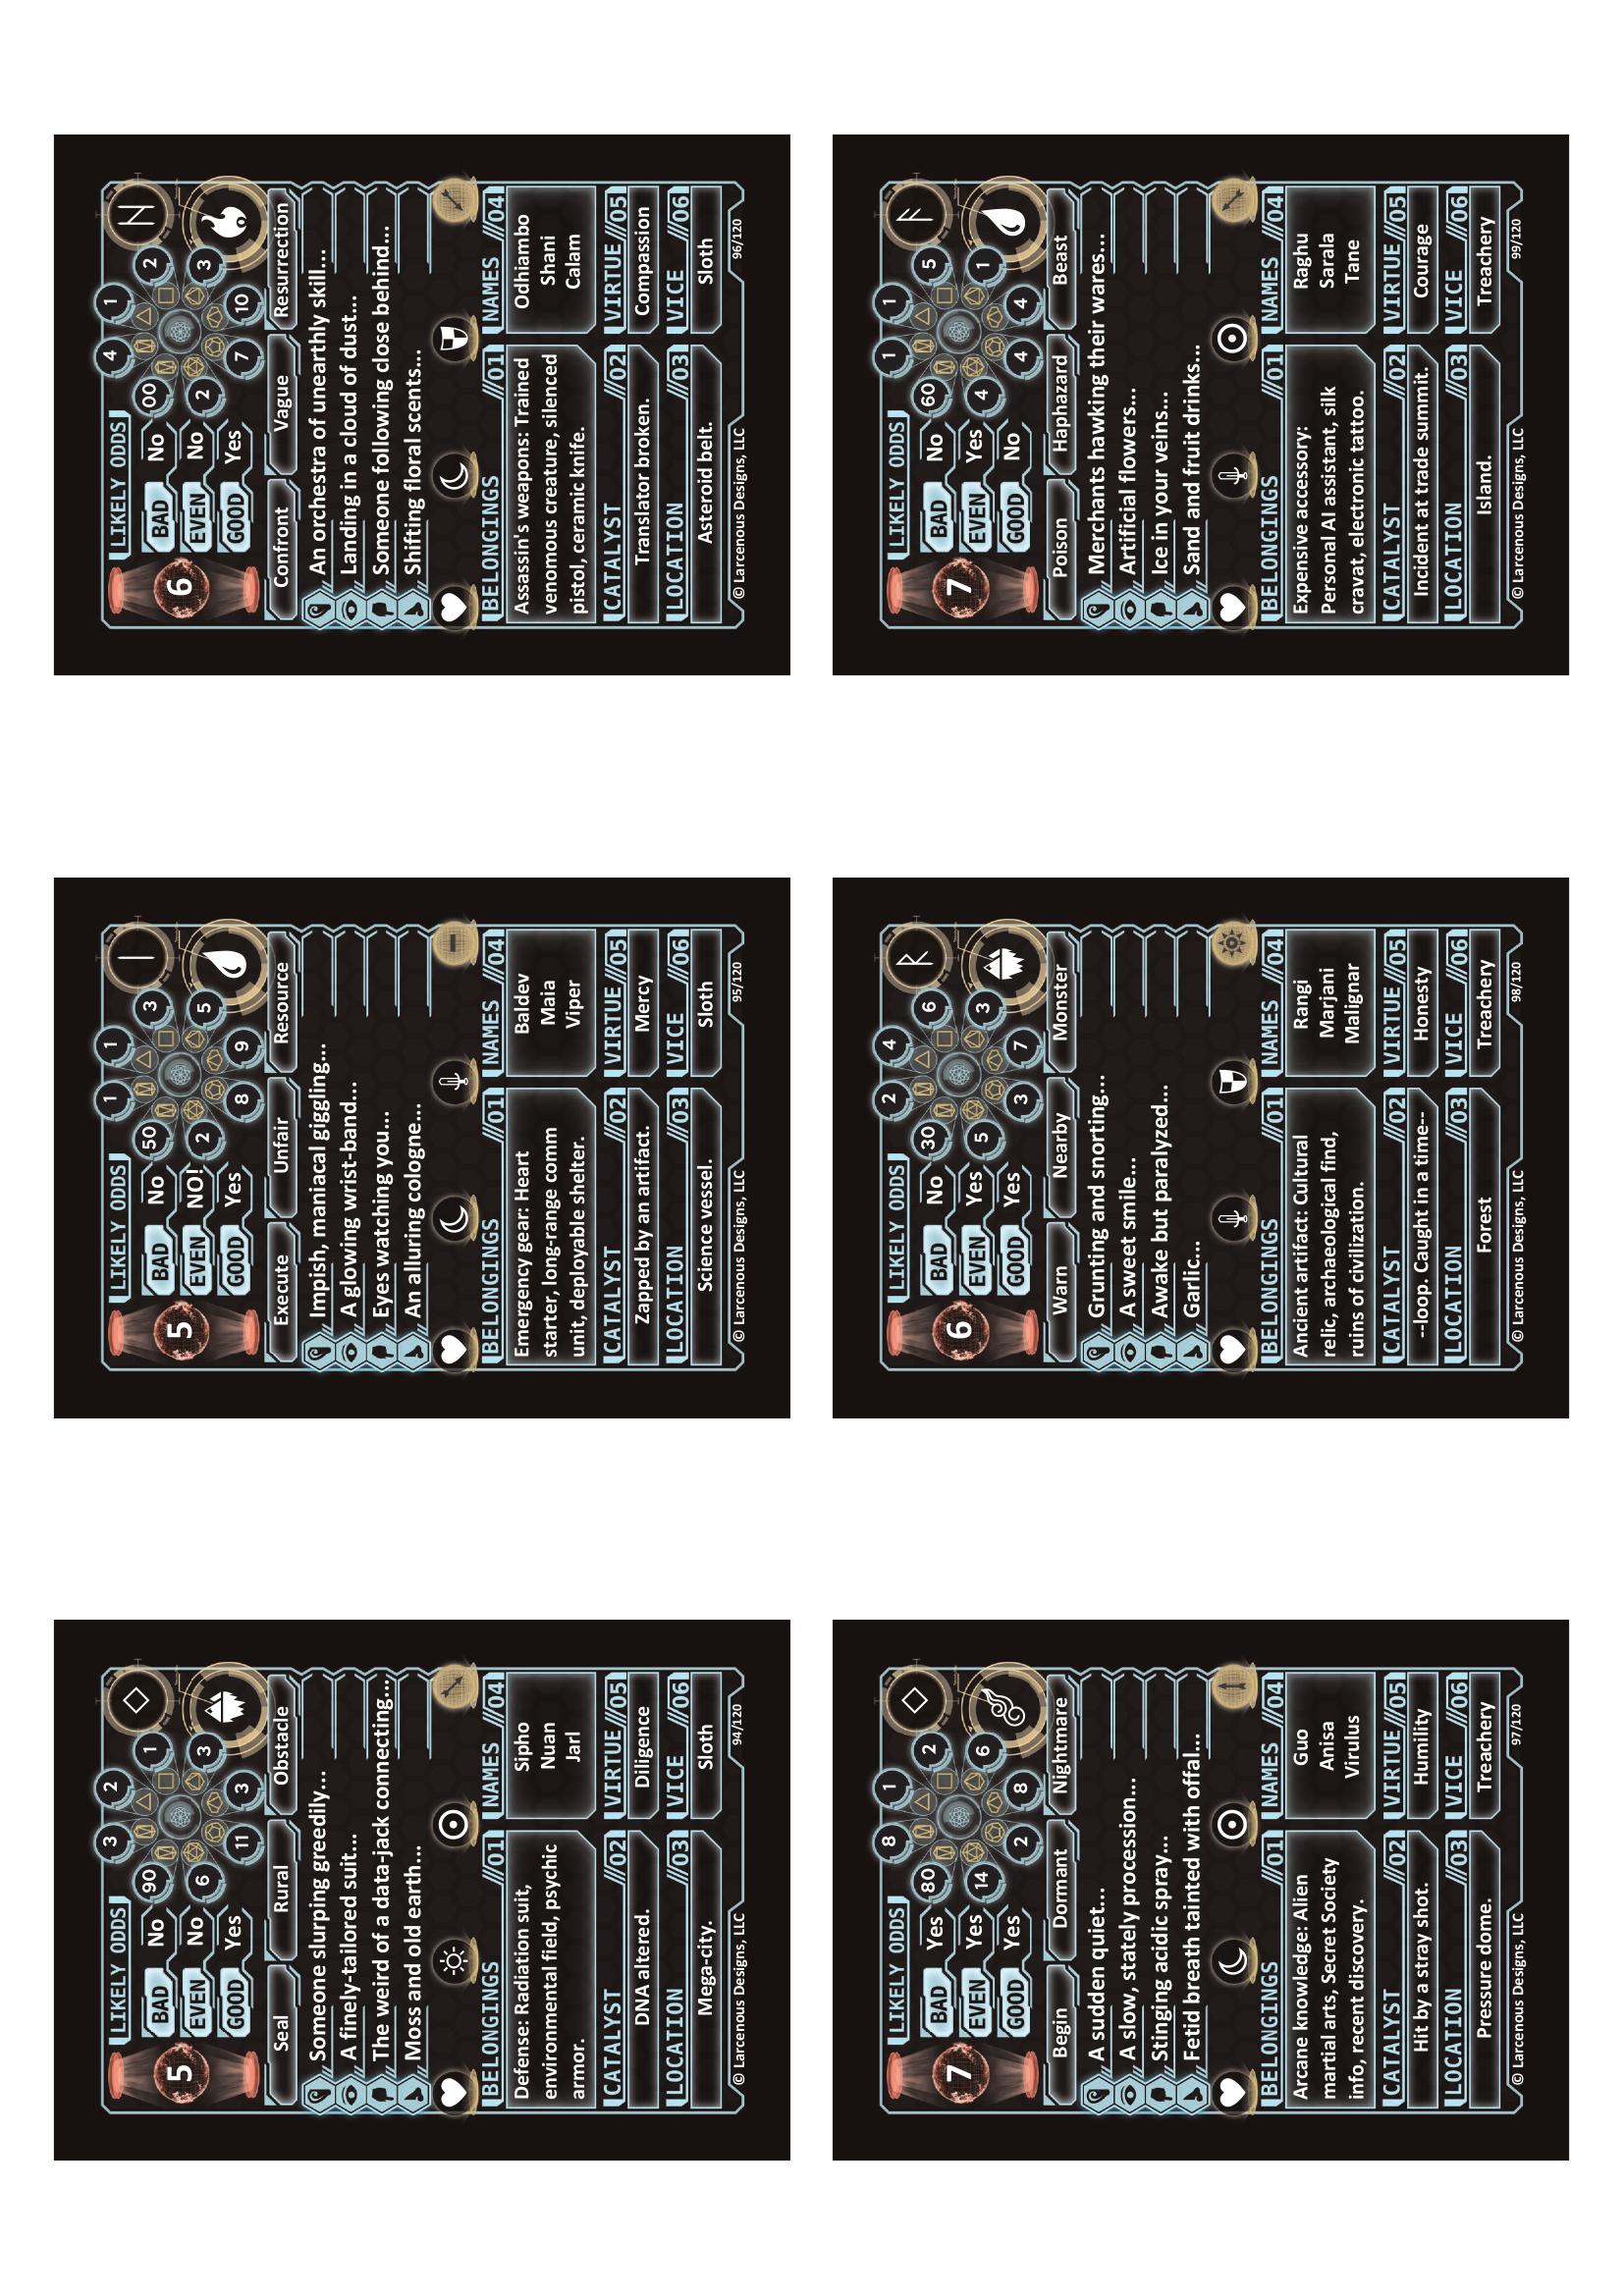 5
LIKELY ODDS
BAD No
EVEN No
GOOD Yes
3 2
90 1
6 3
11 3
Seal Rural Obstacle
Someone slurping greedily...
A finely-tailored suit...
The weird of a data-jack connecting...
Moss and old earth...
BELONGINGS //01
Defense: Radiation suit,
environmental field, psychic
armor.
CATALYST //02
DNA altered.
LOCATION //03
Mega-city.
NAMES //04
Sipho
Nuan
Jarl
VIRTUE //05
Diligence
VICE //06
Sloth
© Larcenous Designs, LLC 94/120
5
LIKELY ODDS
BAD No
EVEN NO!
GOOD Yes
1 1
50 3
2 5
8 9
Execute Unfair Resource
Impish, maniacal giggling...
A glowing wrist-band...
Eyes watching you...
An alluring cologne...
BELONGINGS //01
Emergency gear: Heart
starter, long-range comm
unit, deployable shelter.
CATALYST //02
Zapped by an artifact.
LOCATION //03
Science vessel.
NAMES //04
Baldev
Maia
Viper
VIRTUE //05
Mercy
VICE //06
Sloth
© Larcenous Designs, LLC 95/120
6
LIKELY ODDS
BAD No
EVEN No
GOOD Yes
4 1
00 2
2 3
7 10
Confront Vague Resurrection
An orchestra of unearthly skill...
Landing in a cloud of dust...
Someone following close behind...
Shifting floral scents...
BELONGINGS //01
Assassin's weapons: Trained
venomous creature, silenced
pistol, ceramic knife.
CATALYST //02
Translator broken.
LOCATION //03
Asteroid belt.
NAMES //04
Odhiambo
Shani
Calam
VIRTUE //05
Compassion
VICE //06
Sloth
© Larcenous Designs, LLC 96/120
7
LIKELY ODDS
BAD Yes
EVEN Yes
GOOD Yes
8 1
80 2
14 6
2 8
Begin Dormant Nightmare
A sudden quiet...
A slow, stately procession...
Stinging acidic spray...
Fetid breath tainted with offal...
BELONGINGS //01
Arcane knowledge: Alien
martial arts, Secret Society
info, recent discovery.
CATALYST //02
Hit by a stray shot.
LOCATION //03
Pressure dome.
NAMES //04
Guo
Anisa
Virulus
VIRTUE //05
Humility
VICE //06
Treachery
© Larcenous Designs, LLC 97/120
6
LIKELY ODDS
BAD No
EVEN Yes
GOOD Yes
2 4
30 6
5 3
3 7
Warn Nearby Monster
Grunting and snorting...
A sweet smile...
Awake but paralyzed...
Garlic...
BELONGINGS //01
Ancient artifact: Cultural
relic, archaeological find,
ruins of civilization.
CATALYST //02
--loop. Caught in a time--
LOCATION //03
Forest
NAMES //04
Rangi
Marjani
Malignar
VIRTUE //05
Honesty
VICE //06
Treachery
© Larcenous Designs, LLC 98/120
7
LIKELY ODDS
BAD No
EVEN Yes
GOOD No
1 1
60 5
4 1
4 4
Poison Haphazard Beast
Merchants hawking their wares...
Artificial flowers...
Ice in your veins...
Sand and fruit drinks...
BELONGINGS //01
Expensive accessory:
Personal AI assistant, silk
cravat, electronic tattoo.
CATALYST //02
Incident at trade summit.
LOCATION //03
Island.
NAMES //04
Raghu
Sarala
Tane
VIRTUE //05
Courage
VICE //06
Treachery
© Larcenous Designs, LLC 99/120